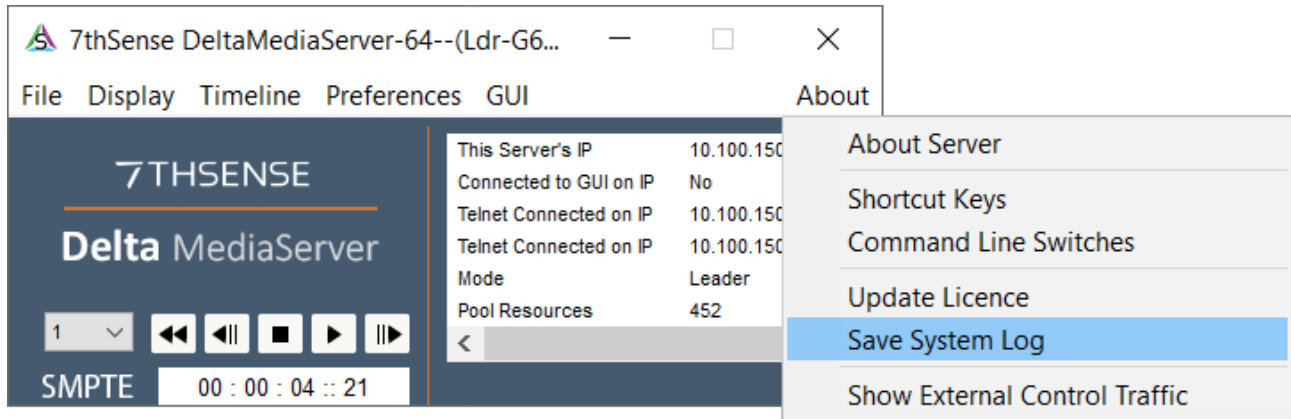 7thSense DeltaMediaServer-64--(Ldr-G6...
File Display Timeline Preferences GUI About
7THSENSE
Delta MediaServer
1
SMPTE 00 : 00 : 04 :: 21
This Server's IP 10.100.150
Connected to GUI on IP No
Telnet Connected on IP 10.100.150
Telnet Connected on IP 10.100.150
Mode Leader
Pool Resources 452
About Server
Shortcut Keys
Command Line Switches
Update Licence
Save System Log
Show External Control Traffic